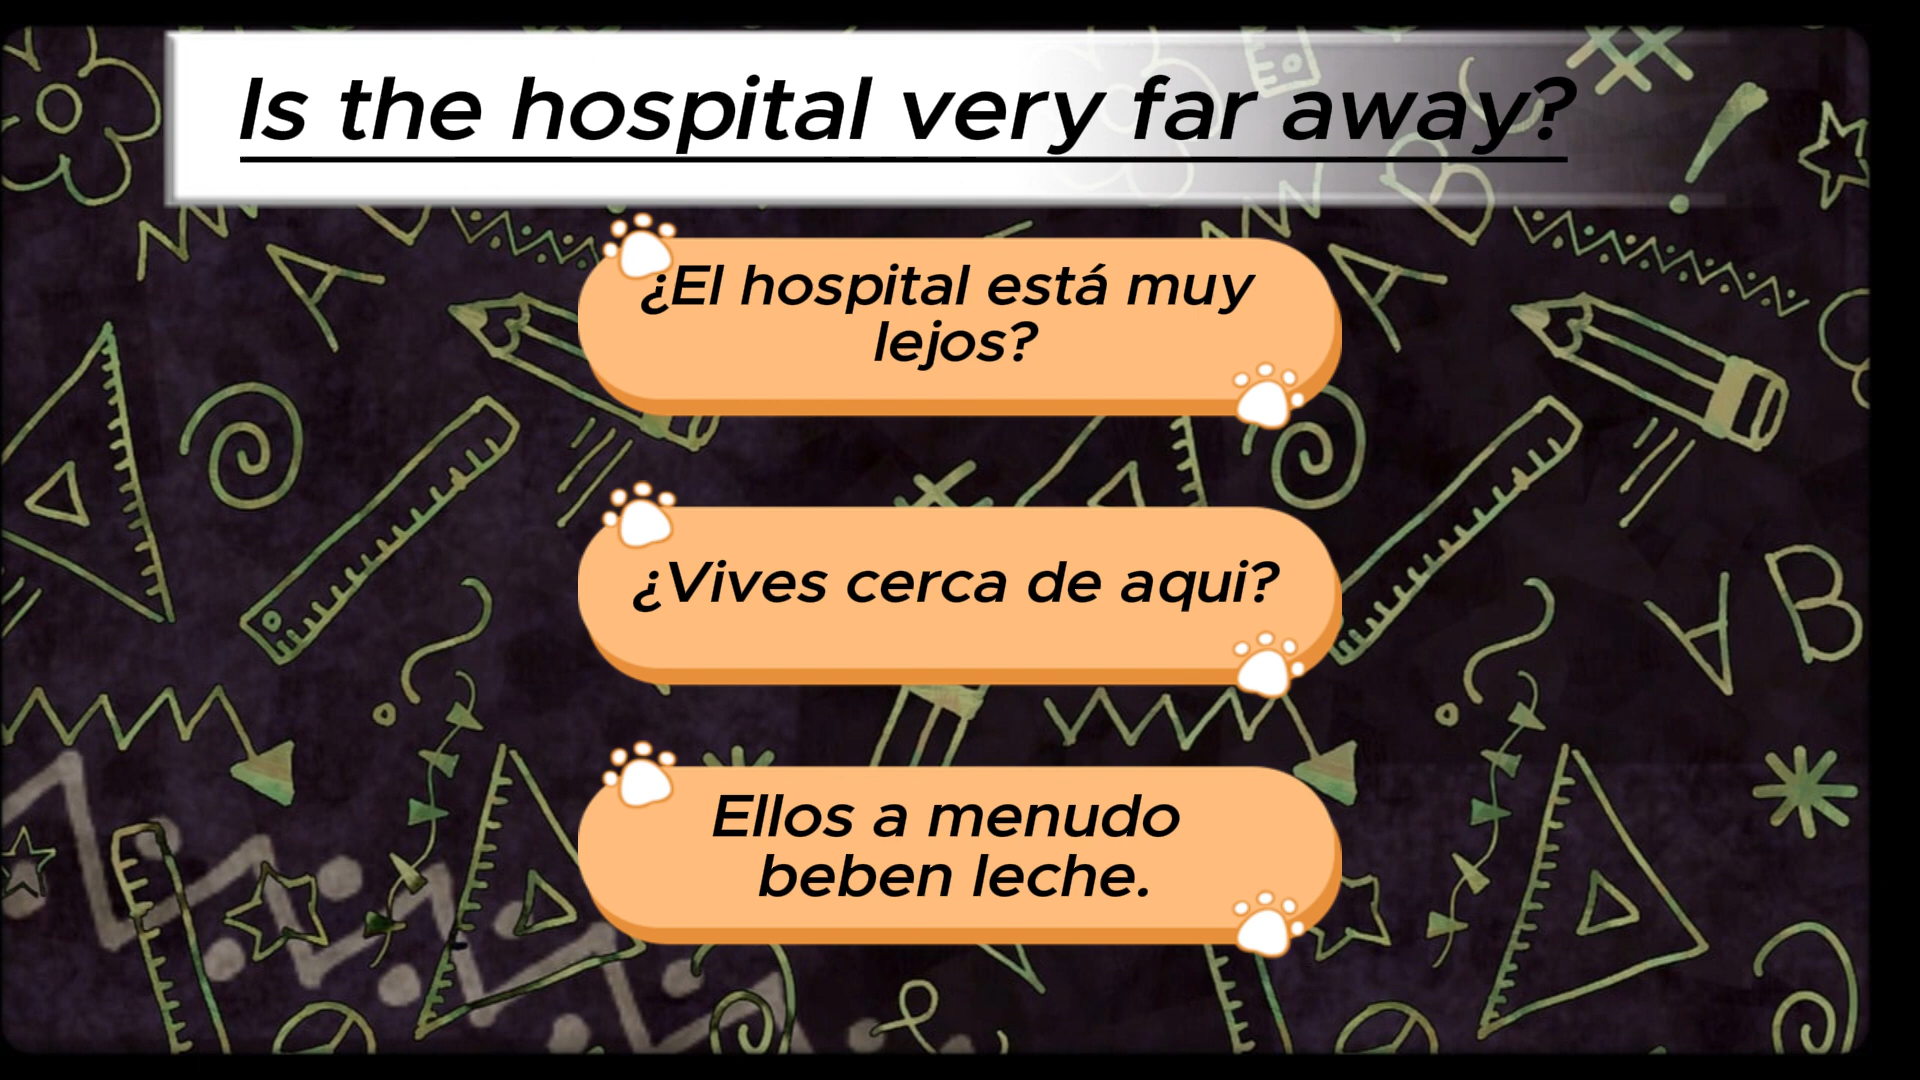 Is the hospital very far away?
¿El hospital está muy
lejos?
¿Vives cerca de aqui?
Ellos a menudo
beben leche.